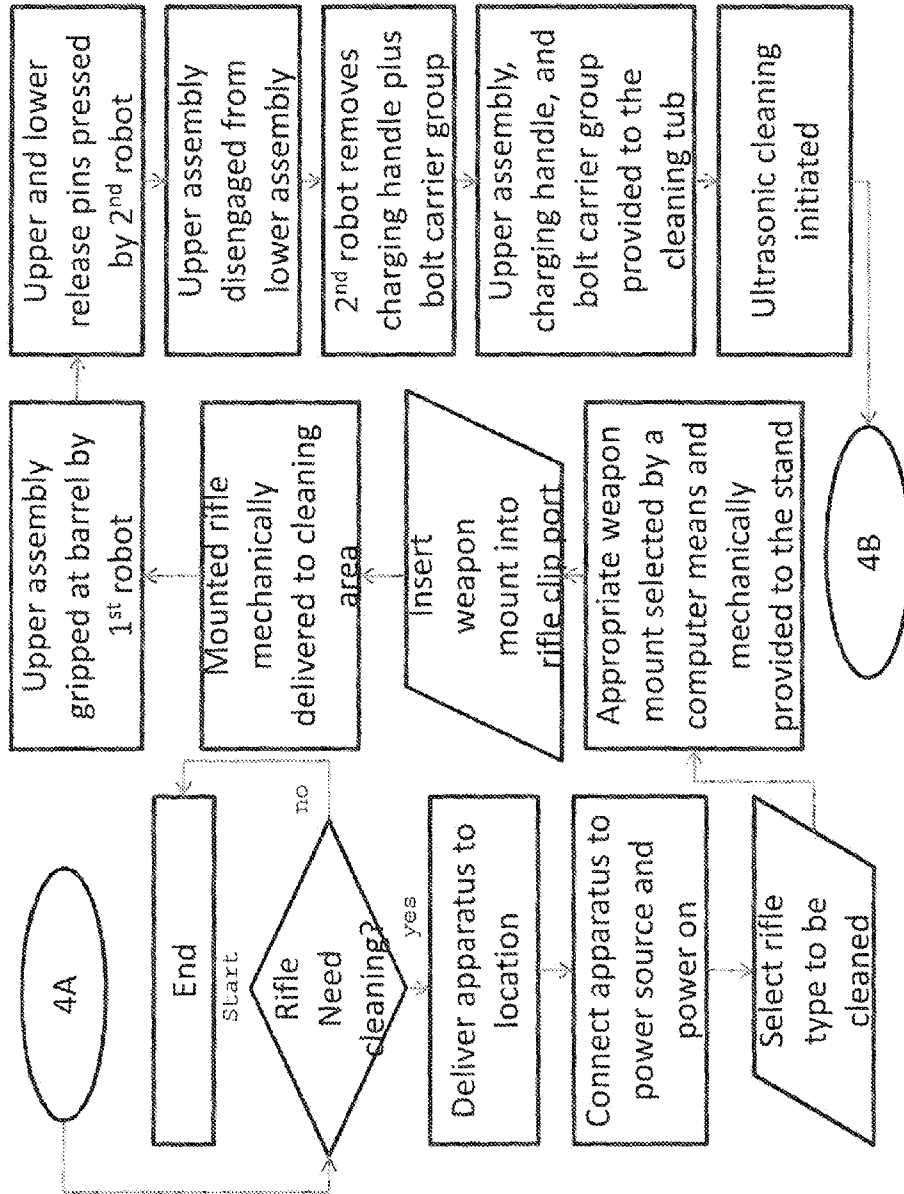 4A
End
Start
Rifle
Need
cleaning?
no
yes
Deliver apparatus to
location
Connect apparatus to
power source and
power on
Select rifle
type to be
cleaned
Appropriate weapon
mount selected by a
computer means and
mechanically
provided to the stand
Insert
weapon
mount into
rifle clip port
Mounted rifle
mechanically
delivered to cleaning
area
Upper assembly
gripped at barrel by
1st robot
Upper and lower
release pins pressed
by 2nd robot
Upper assembly
disengaged from
lower assembly
2nd robot removes
charging handle plus
bolt carrier group
Upper assembly,
charging handle, and
bolt carrier group
provided to the
cleaning tub
Ultrasonic cleaning
initiated
4B